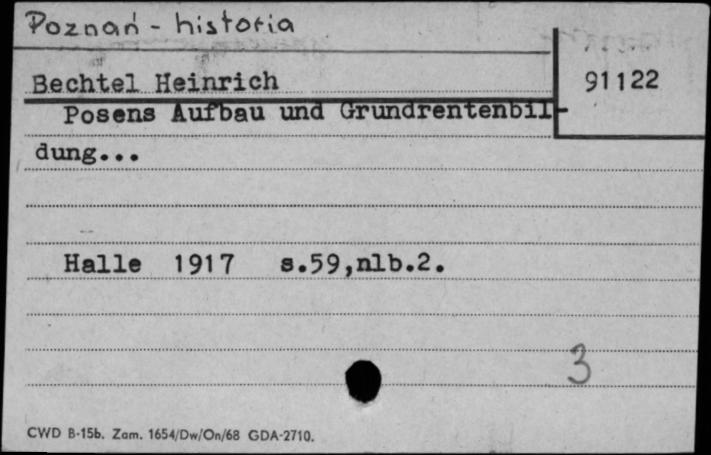 Poznań - historia
Bechtel Heinrich
91122
Posens Aufbau und Grundrentenbil-
dung...
Halle 1917 s.59,nlb.2.
3
CWD B-15b. Zam. 1654/Dw/On/68 GDA-2710.